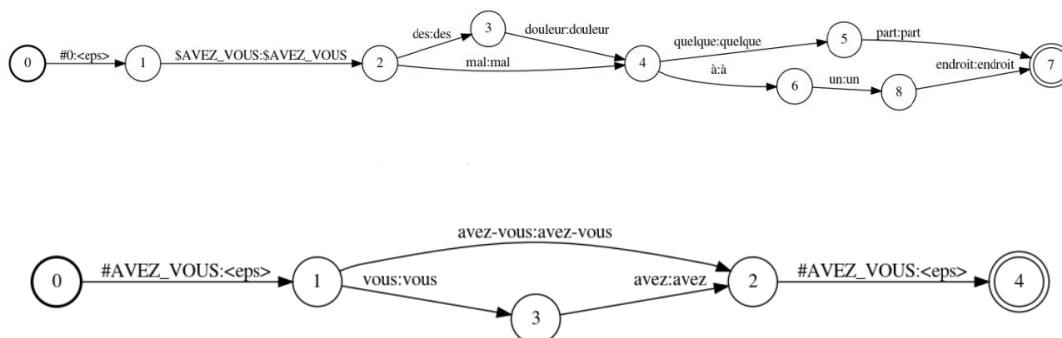 0 #0:<eps> 1 $AVEZ_VOUS:$AVEZ_VOUS 2
des:des 3 douleur:douleur
mal:mal 4
quelque:quelque 5 part:part
à:à 6 un:un 8 endroit:endroit 7
0 #AVEZ_VOUS:<eps> 1
avez-vous:avez-vous
vous:vous 3 avez:avez
2 #AVEZ_VOUS:<eps> 4